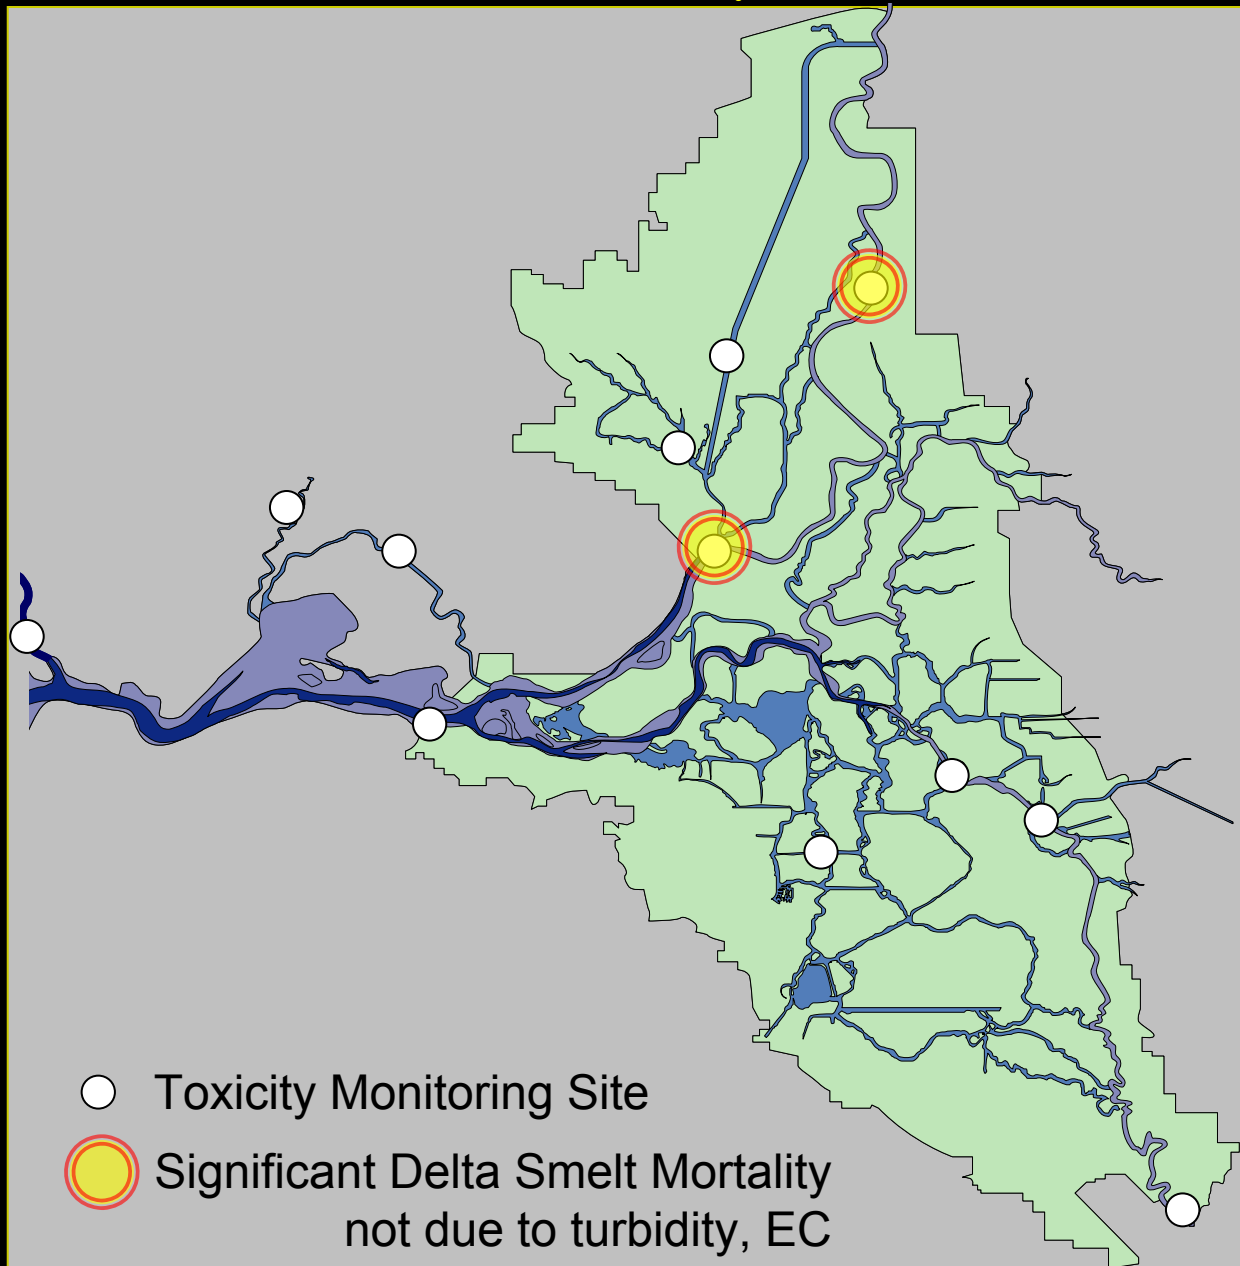 Toxicity Monitoring Site
Significant Delta Smelt Mortality
not due to turbidity, EC